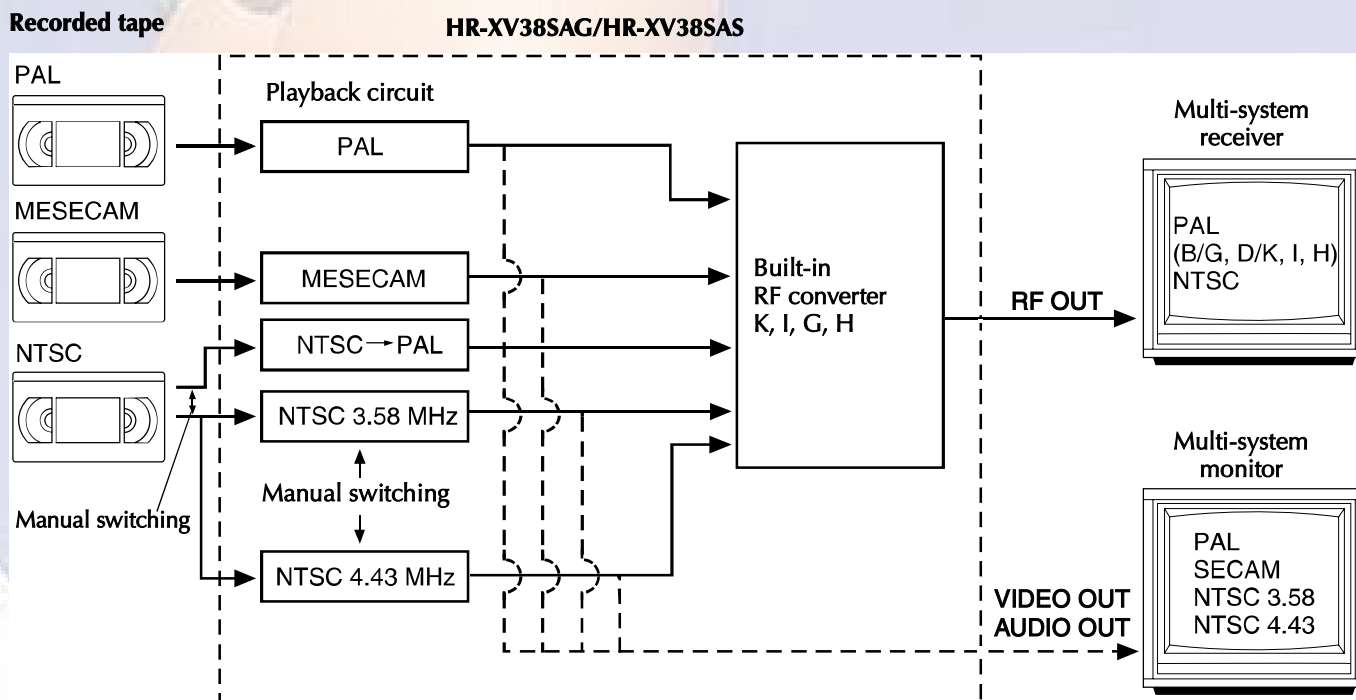 Recorded tape
HR-XV38SAG/HR-XV38SAS
PAL
Playback circuit
PAL
MESECAM
MESECAM
NTSC
NTSC→PAL
NTSC 3.58 MHz
Manual switching
Manual switching
NTSC 4.43 MHz
Built-in
RF converter
K, I, G, H
RF OUT
Multi-system
receiver
PAL
(B/G, D/K, I, H)
NTSC
VIDEO OUT
AUDIO OUT
Multi-system
monitor
PAL
SECAM
NTSC 3.58
NTSC 4.43